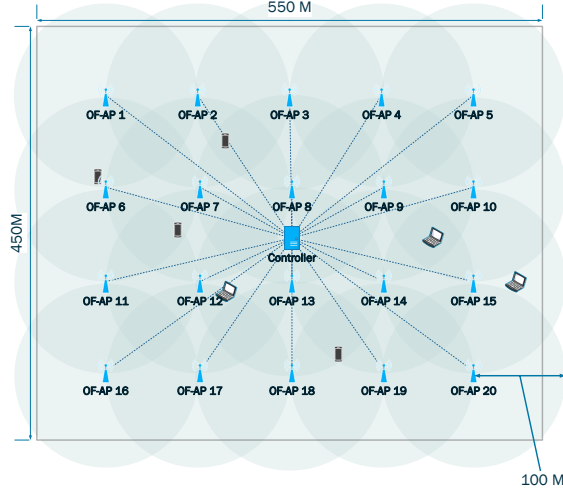 550 M
OF-AP 1
OF-AP 2
OF-AP 3
OF-AP 4
OF-AP 5
OF-AP 6
OF-AP 7
OF-AP 8
OF-AP 9
OF-AP 10
450M
Controller
OF-AP 11
OF-AP 12
OF-AP 13
OF-AP 14
OF-AP 15
OF-AP 16
OF-AP 17
OF-AP 18
OF-AP 19
OF-AP 20
100 M